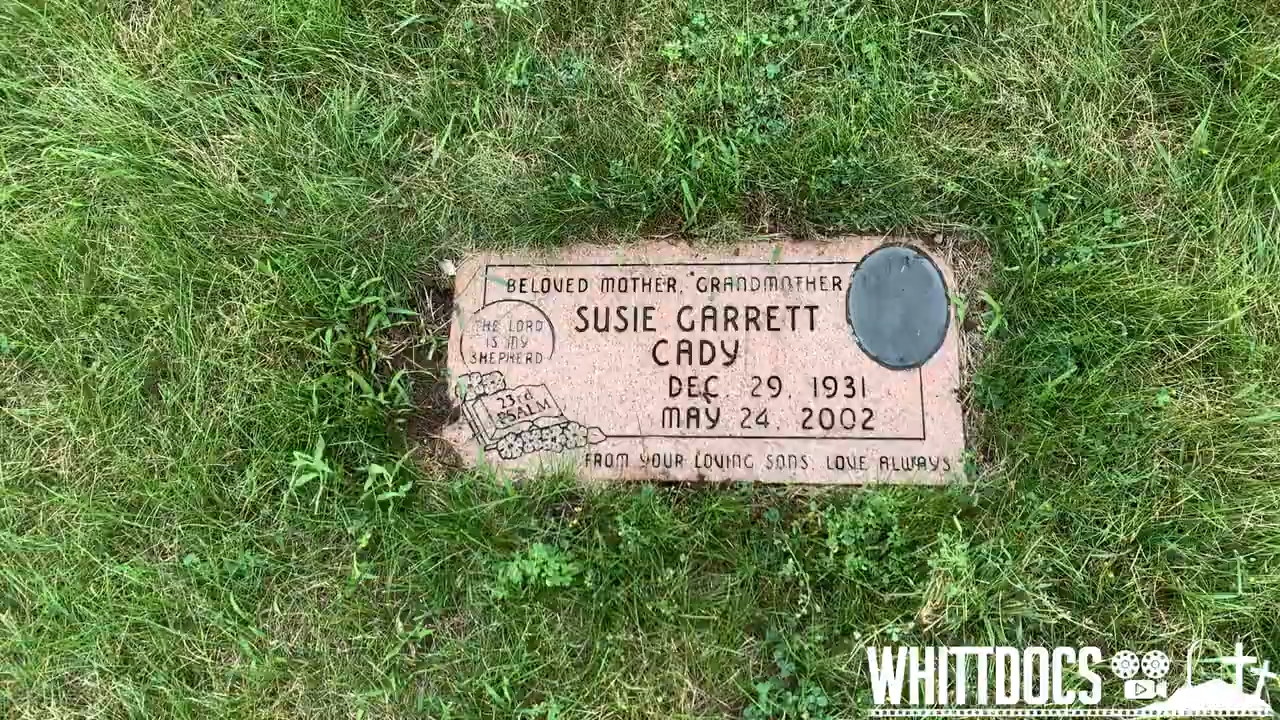 BELOVED MOTHER, GRANDMOTHER
SUSIE GARRETT
CADY
THE LORD
IS MY
SHEPHERD
DEC 29, 1931
MAY 24, 2002
23rd
PSALM
FROM YOUR LOVING SONS, LOVE ALWAYS
WHITTDOCS